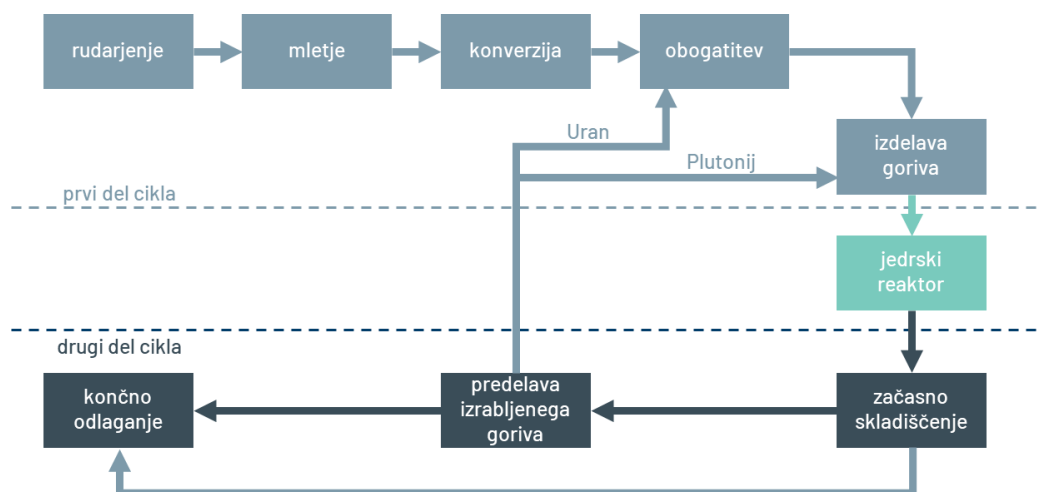 rudarjenje
mletje
konverzija
obogatitev
Uran
Plutonij
izdelava
goriva
prvi del cikla
jedrski
reaktor
drugi del cikla
končno
odlaganje
predelava
izrabljenega
goriva
začasno
skladiščenje